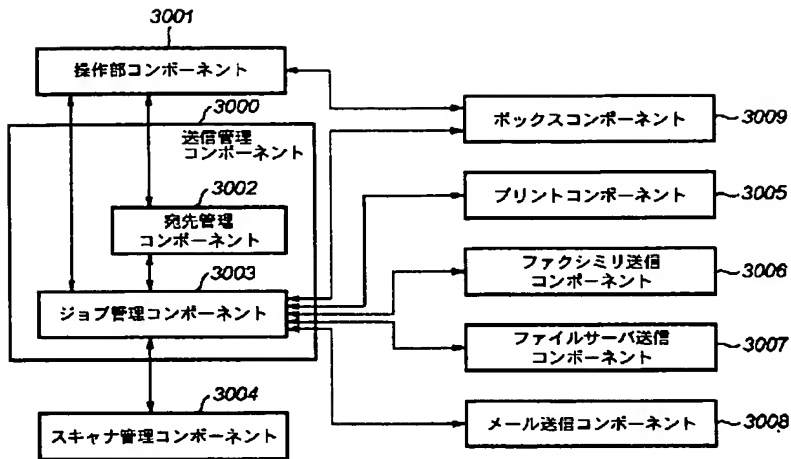 3001
操作部コンポーネント
3000
送信管理
コンポーネント
3002
宛先管理
コンポーネント
3003
ジョブ管理コンポーネント
3004
スキャナ管理コンポーネント
ボックスコンポーネント
3009
プリントコンポーネント
3005
ファクシミリ送信
コンポーネント
3006
ファイルサーバ送信
コンポーネント
3007
メール送信コンポーネント
3008